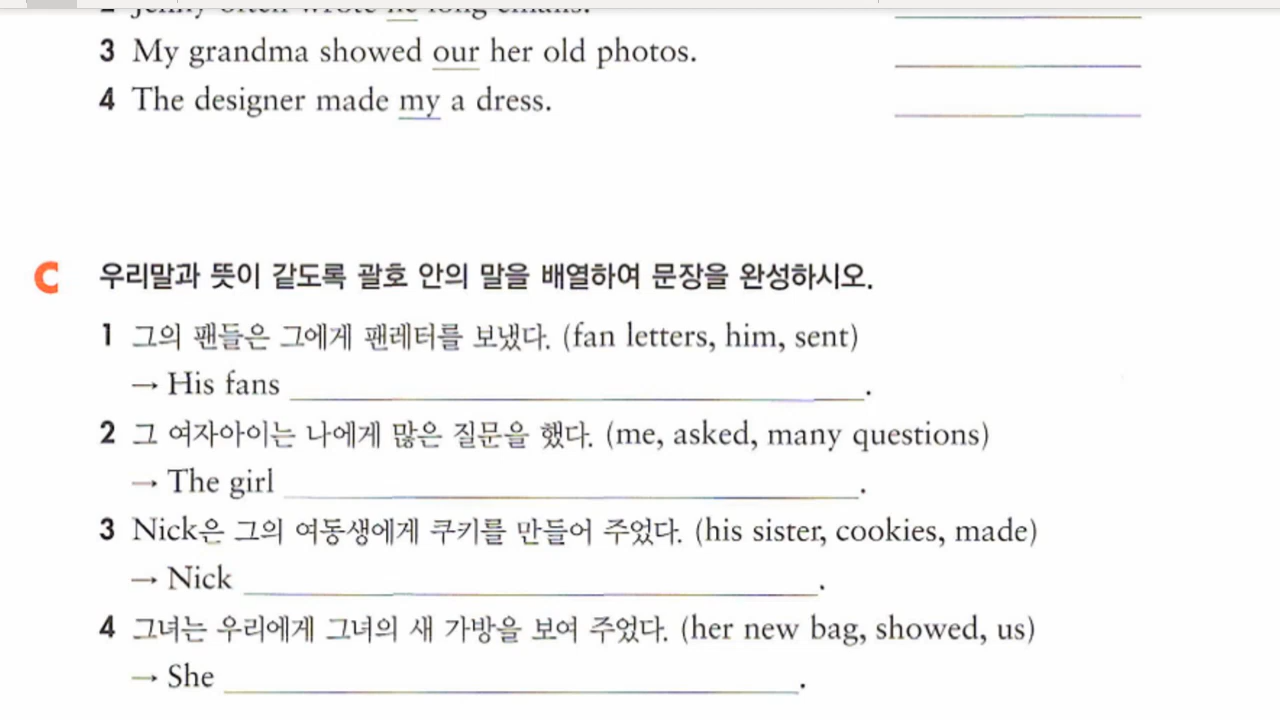 3 My grandma showed our her old photos.
4 The designer made my a dress.
C 우리말과 뜻이 같도록 괄호 안의 말을 배열하여 문장을 완성하시오.
1 그의 팬들은 그에게 팬레터를 보냈다. (fan letters, him, sent)
→ His fans .
2 그 여자아이는 나에게 많은 질문을 했다. (me, asked, many questions)
→ The girl .
3 Nick은 그의 여동생에게 쿠키를 만들어 주었다. (his sister, cookies, made)
→ Nick .
4 그녀는 우리에게 그녀의 새 가방을 보여 주었다. (her new bag, showed, us)
→ She .